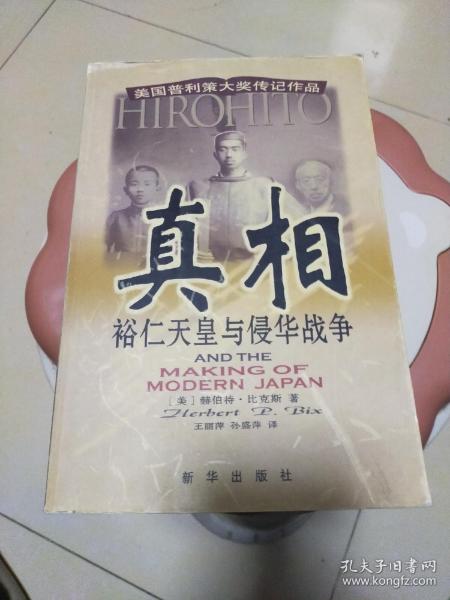 美国普利策大奖传记作品
HIROHITO
真相
裕仁天皇与侵华战争
AND THE
MAKING OF
MODERN JAPAN
[美] 赫伯特·比克斯 著
Herbert P. Bix
王丽萍 孙盛萍 译
新华出版社
孔夫子旧书网
www.kongfz.com